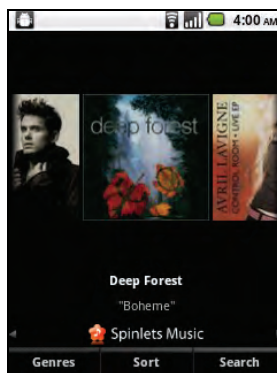 4:00 AM
deep forest
AVRIL LAVIGNE
CONTROL ROOM • LIVE EP
Deep Forest
"Boheme"
Spinlets Music
Genres
Sort
Search